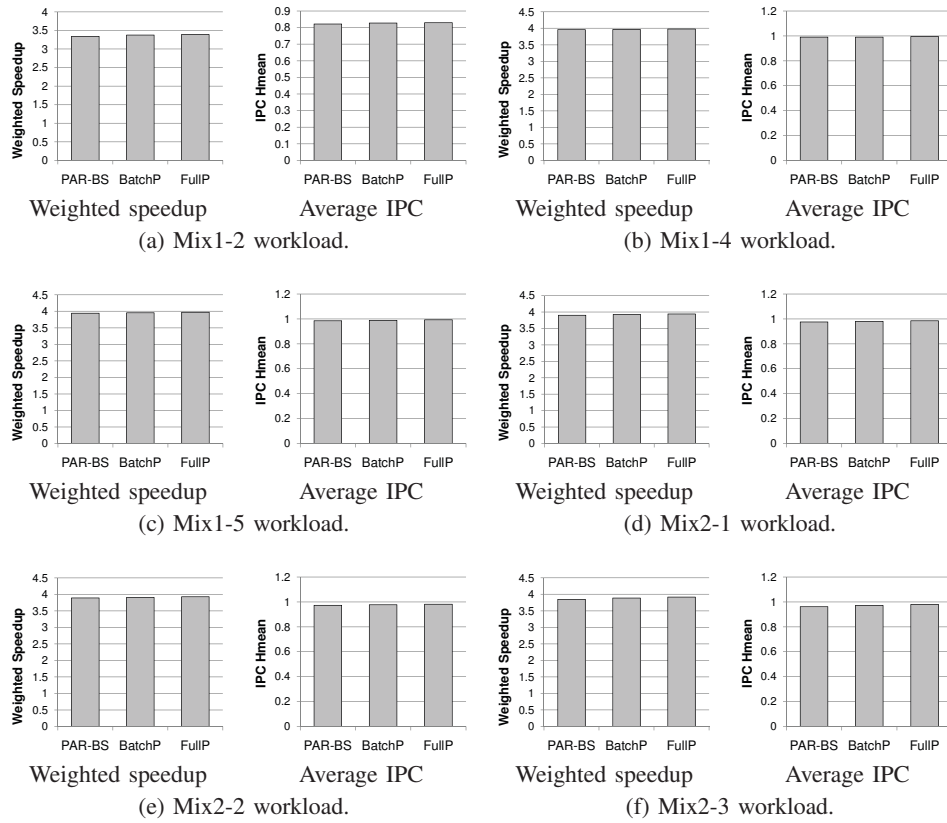 4
3.5
3
2.5
2
1.5
1
0.5
0
Weighted Speedup
PAR-BS BatchP FullP
Weighted speedup
0.9
0.8
0.7
0.6
0.5
0.4
0.3
0.2
0.1
0
IPC Hmean
PAR-BS BatchP FullP
Average IPC
(a) Mix1-2 workload.
4.5
4
3.5
3
2.5
2
1.5
1
0.5
0
Weighted Speedup
PAR-BS BatchP FullP
Weighted speedup
1.2
1
0.8
0.6
0.4
0.2
0
IPC Hmean
PAR-BS BatchP FullP
Average IPC
(b) Mix1-4 workload.
4.5
4
3.5
3
2.5
2
1.5
1
0.5
0
Weighted Speedup
PAR-BS BatchP FullP
Weighted speedup
1.2
1
0.8
0.6
0.4
0.2
0
IPC Hmean
PAR-BS BatchP FullP
Average IPC
(c) Mix1-5 workload.
4.5
4
3.5
3
2.5
2
1.5
1
0.5
0
Weighted Speedup
PAR-BS BatchP FullP
Weighted speedup
1.2
1
0.8
0.6
0.4
0.2
0
IPC Hmean
PAR-BS BatchP FullP
Average IPC
(d) Mix2-1 workload.
4.5
4
3.5
3
2.5
2
1.5
1
0.5
0
Weighted Speedup
PAR-BS BatchP FullP
Weighted speedup
1.2
1
0.8
0.6
0.4
0.2
0
IPC Hmean
PAR-BS BatchP FullP
Average IPC
(e) Mix2-2 workload.
4.5
4
3.5
3
2.5
2
1.5
1
0.5
0
Weighted Speedup
PAR-BS BatchP FullP
Weighted speedup
1.2
1
0.8
0.6
0.4
0.2
0
IPC Hmean
PAR-BS BatchP FullP
Average IPC
(f) Mix2-3 workload.